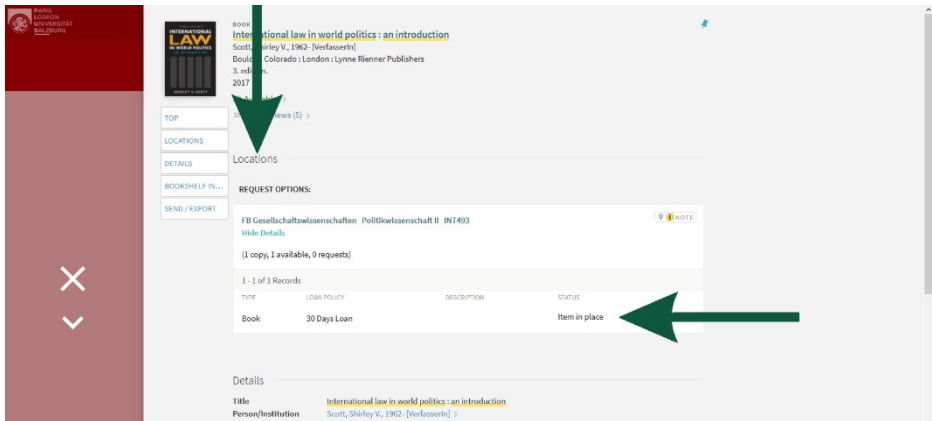 PARIS
LODRON
UNIVERSITÄT
SALZBURG
INTERNATIONAL
LAW
IN WORLD POLITICS
AN INTRODUCTION
SHIRLEY V. SCOTT
BOOK
International law in world politics : an introduction
Scott, V., 1962- [VerfasserIn]
Colorado : London : Lynne Rienner Publishers
3.
2017
(5) >
TOP
LOCATIONS
DETAILS
BOOKSHELF IN...
SEND / EXPORT
Locations
REQUEST OPTIONS:
FB Gesellschaftswissenschaften Politikwissenschaft II INT493
NOTE
Hide Details
(1 copy, 1 available, 0 requests)
1 - 1 of 1 Records
TYPE LOAN POLICY DESCRIPTION STATUS
Book 30 Days Loan Item in place
Details
Title International law in world politics : an introduction
Person/Institution Scott, Shirley V., 1962- [VerfasserIn] >